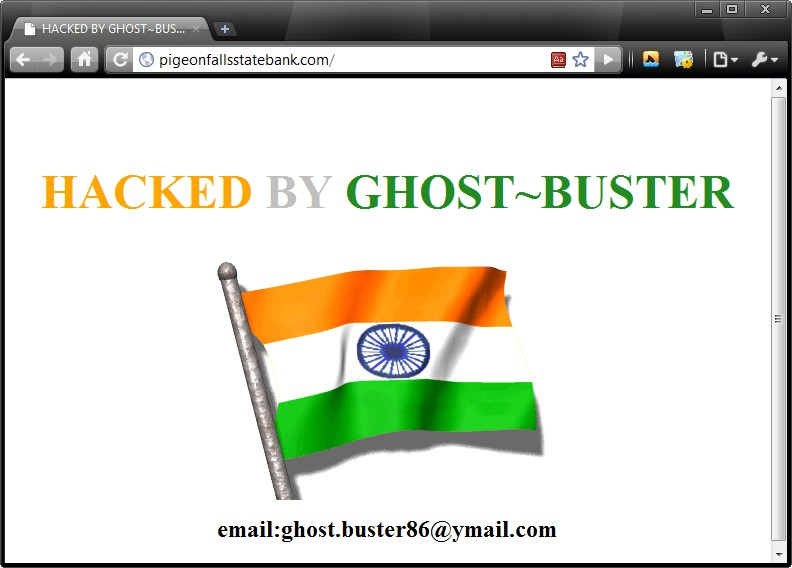 HACKED BY GHOST~BUS...
pigeonfallsstatebank.com/
HACKED BY GHOST~BUSTER
email:ghost.buster86@ymail.com